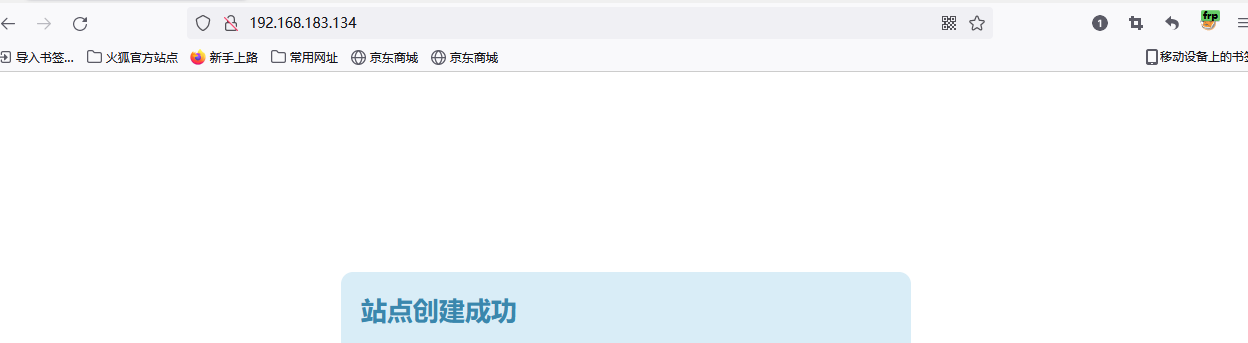 192.168.183.134
1
frp
导入书签...
火狐官方站点
新手上路
常用网址
京东商城
京东商城
移动设备上的书签
站点创建成功